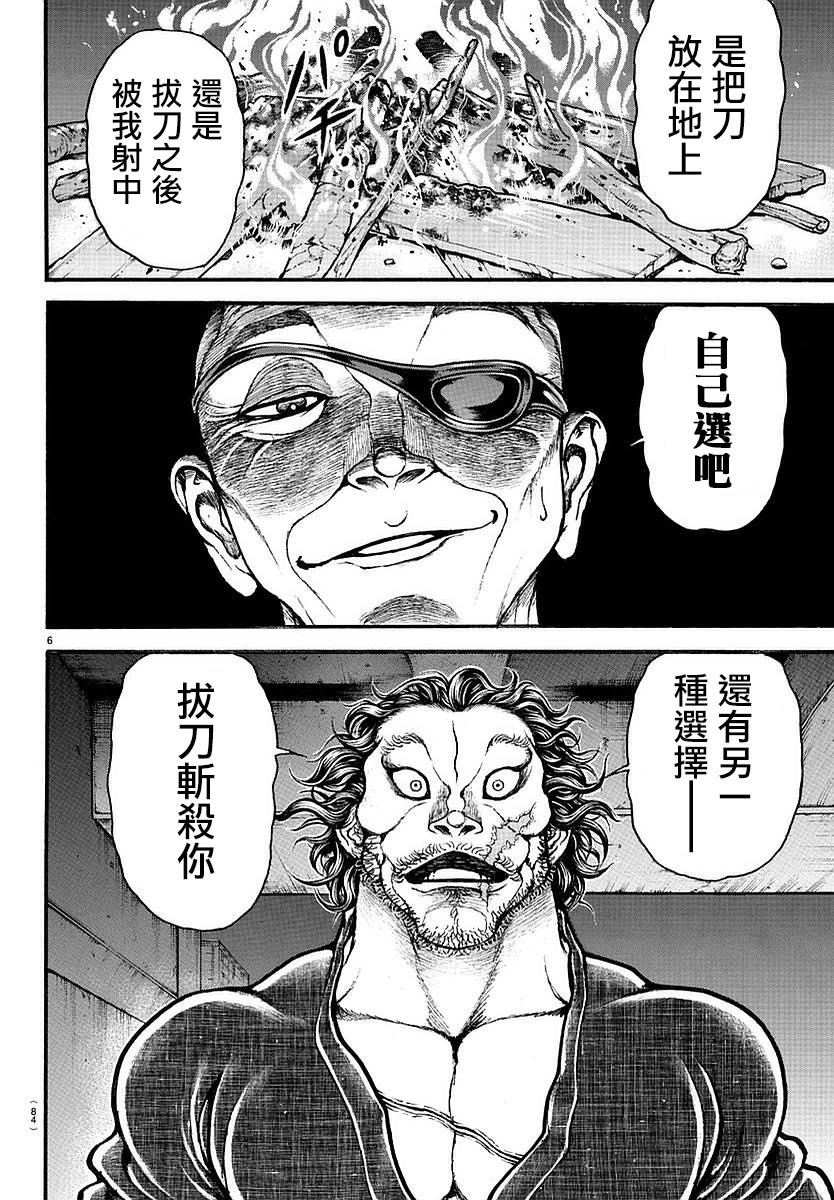 是把刀
放在地上
還是
拔刀之後
被我射中
パチ
パ
自己選吧
6
還有另一
種選擇——
拔刀斬殺你
(84)